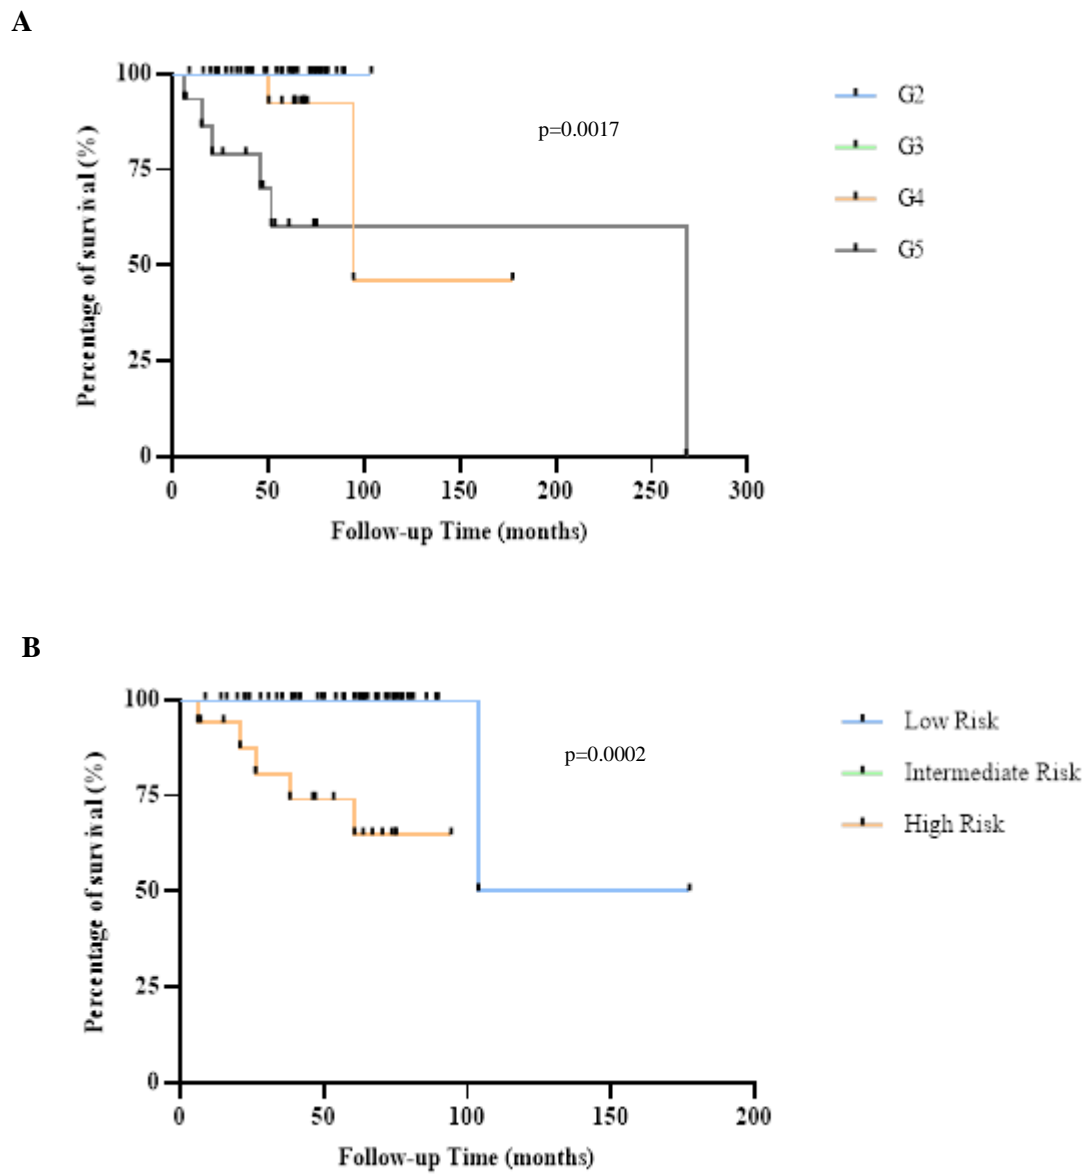 A
100
75
50
25
0
Percentage of survival (%)
0 50 100 150 200 250 300
Follow-up Time (months)
p=0.0017
G2
G3
G4
G5
B
100
75
50
25
0
Percentage of survival (%)
0 50 100 150 200
Follow-up Time (months)
p=0.0002
Low Risk
Intermediate Risk
High Risk